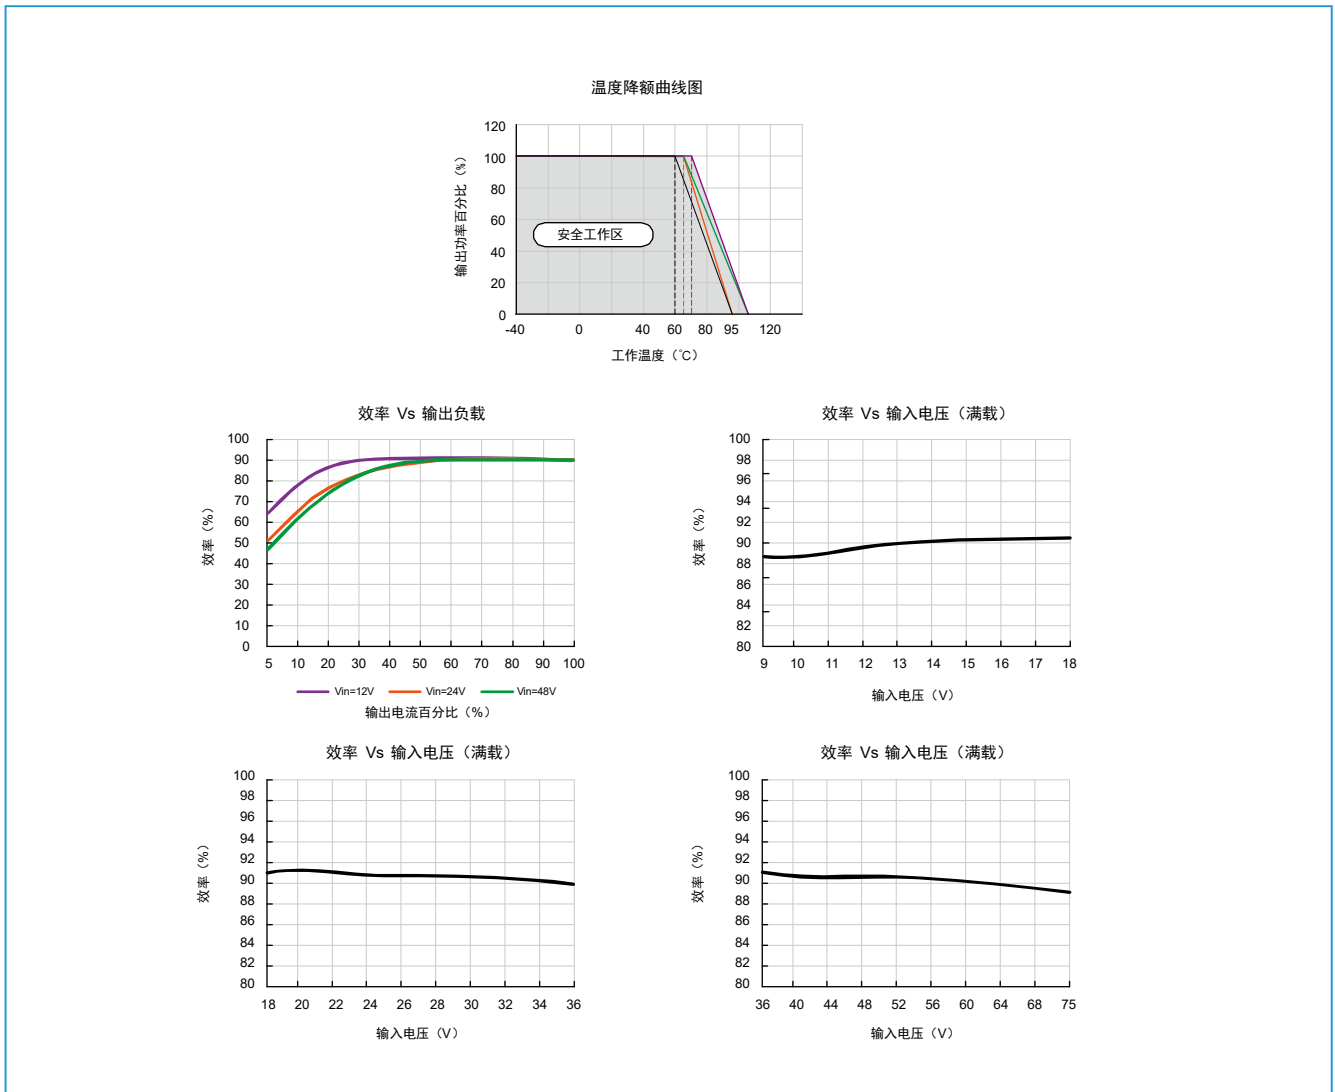 温度降额曲线图
输出功率百分比（%）
120
100
80
60
40
20
0
安全工作区
-40 0 40 60 80 95 120
工作温度（℃）
效率 Vs 输出负载
效率（%）
100
90
80
70
60
50
40
30
20
10
0
5 10 20 30 40 50 60 70 80 90 100
Vin=12V Vin=24V Vin=48V
输出电流百分比（%）
效率 Vs 输入电压（满载）
效率（%）
100
98
96
94
92
90
88
86
84
82
80
9 10 11 12 13 14 15 16 17 18
输入电压（V）
效率 Vs 输入电压（满载）
效率（%）
100
98
96
94
92
90
88
86
84
82
80
18 20 22 24 26 28 30 32 34 36
输入电压（V）
效率 Vs 输入电压（满载）
效率（%）
100
98
96
94
92
90
88
86
84
82
80
36 40 44 48 52 56 60 64 68 75
输入电压（V）